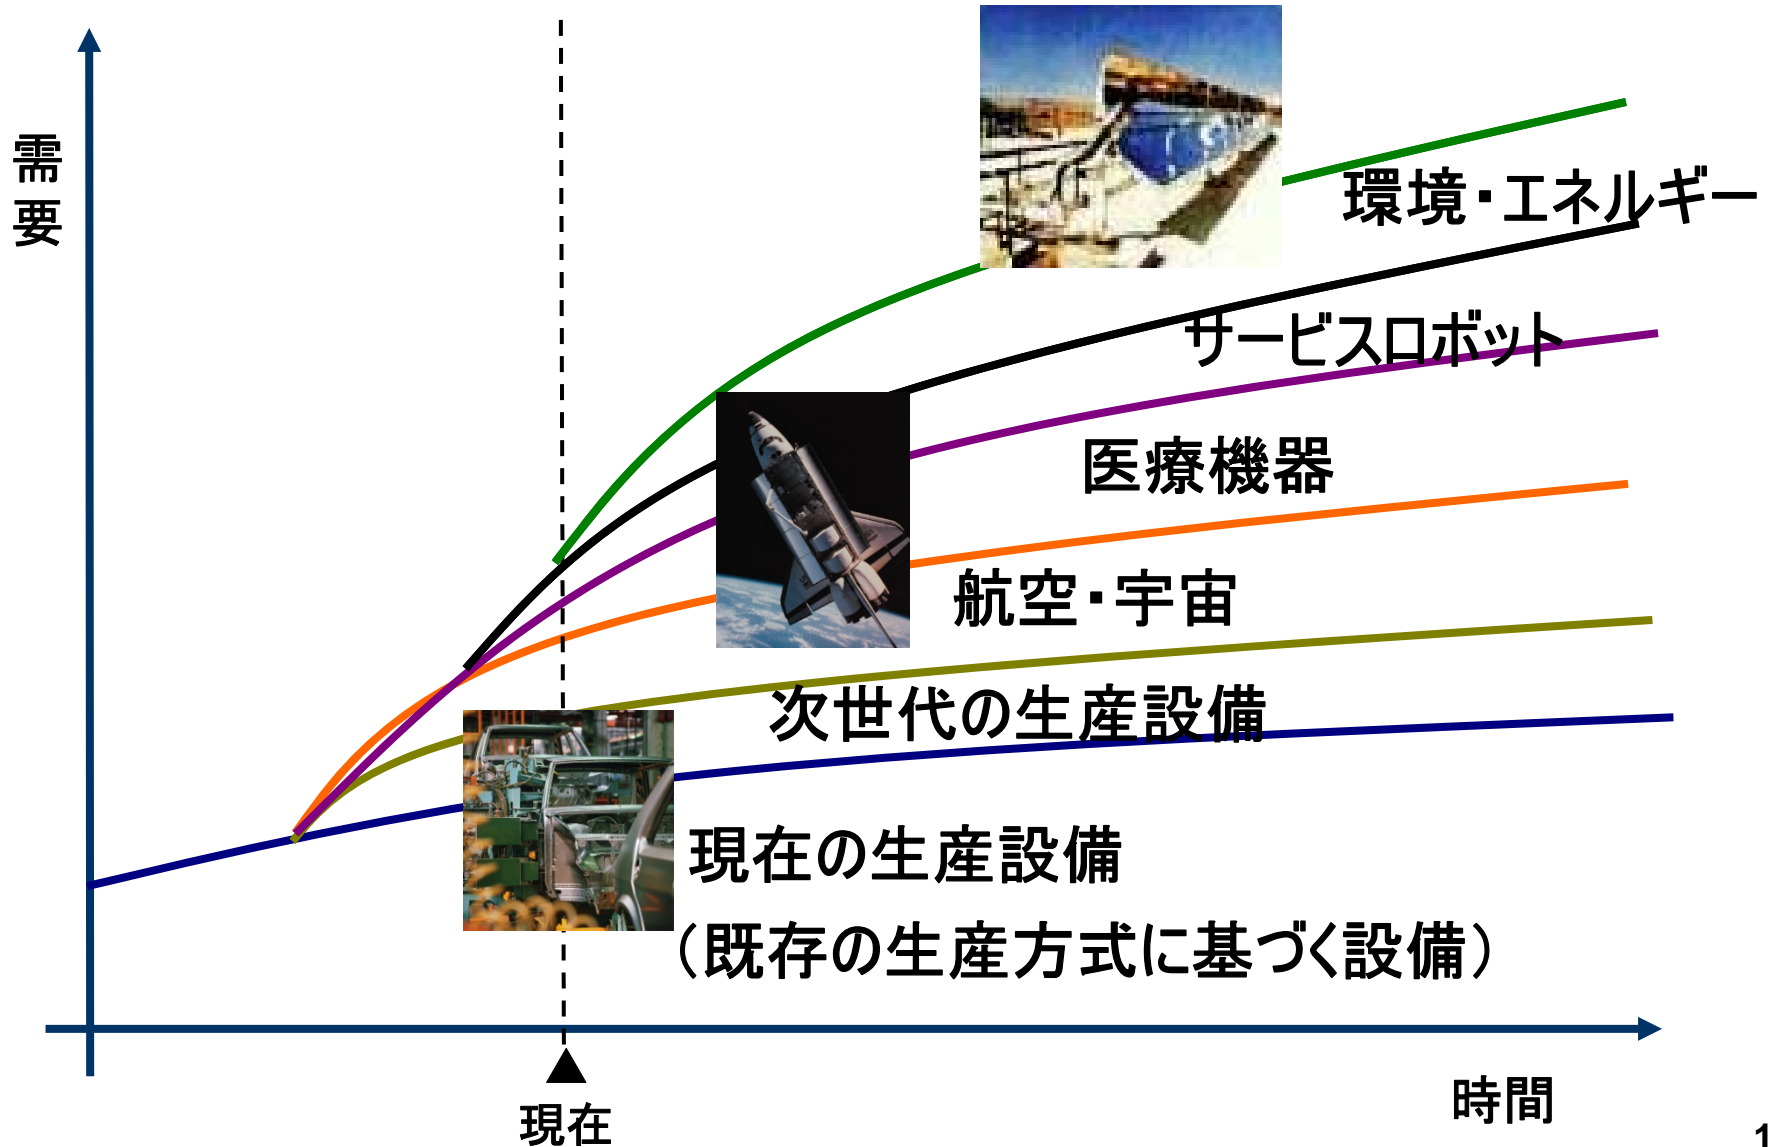 需要
環境・エネルギー
サービスロボット
医療機器
航空・宇宙
次世代の生産設備
現在の生産設備
（既存の生産方式に基づく設備）
現在
時間
1